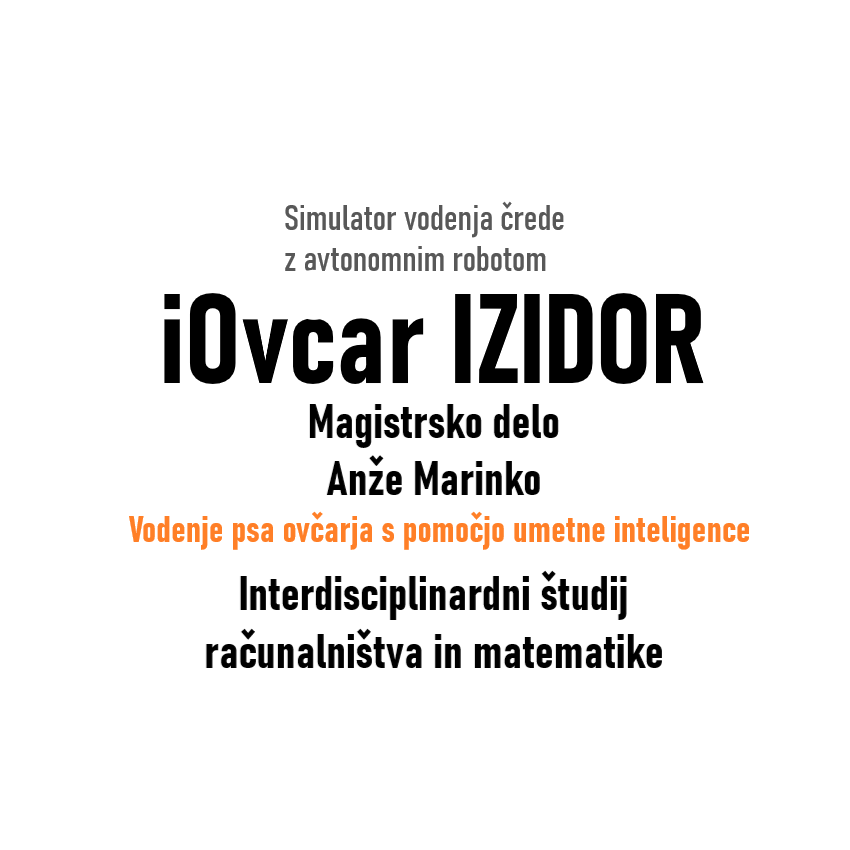 Simulator vodenja črede
z avtonomnim robotom
iOvcar IZIDOR
Magistrsko delo
Anže Marinko
Vodenje psa ovčarja s pomočjo umetne inteligence
Interdisciplinardni študij
računalništva in matematike